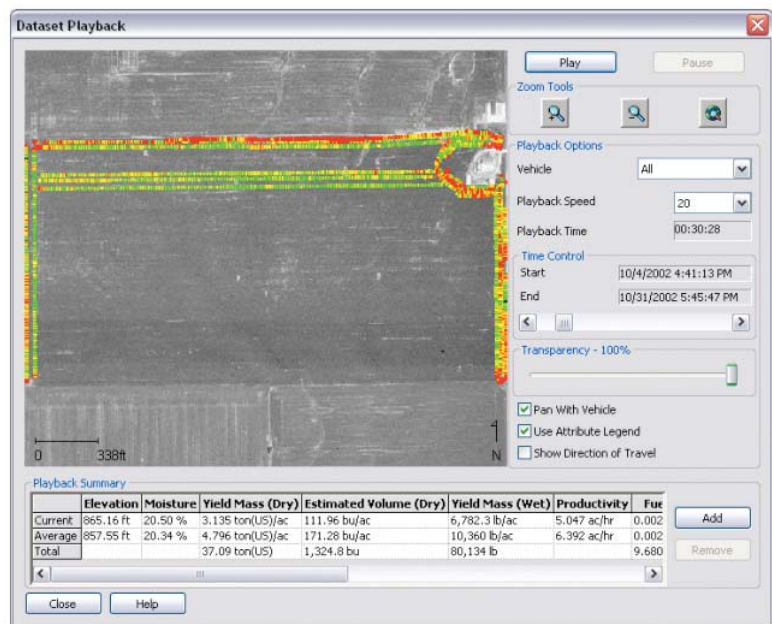 Dataset Playback
Play
Pause
Zoom Tools
Playback Options
Vehicle All
Playback Speed 20
Playback Time 00:30:28
Time Control
Start 10/4/2002 4:41:13 PM
End 10/31/2002 5:45:47 PM
Transparency - 100%
Pan With Vehicle
Use Attribute Legend
Show Direction of Travel
0 338ft
N
Playback Summary
Elevation Moisture Yield Mass (Dry) Estimated Volume (Dry) Yield Mass (Wet) Productivity Fue
Current 865.16 ft 20.50 % 3.135 ton(US)/ac 111.96 bu/ac 6,782.3 lb/ac 5.047 ac/hr 0.002
Average 857.55 ft 20.34 % 4.796 ton(US)/ac 171.28 bu/ac 10,360 lb/ac 6.392 ac/hr 0.002
Total 37.09 ton(US) 1,324.8 bu 80,134 lb 9.680
Add
Remove
Close
Help